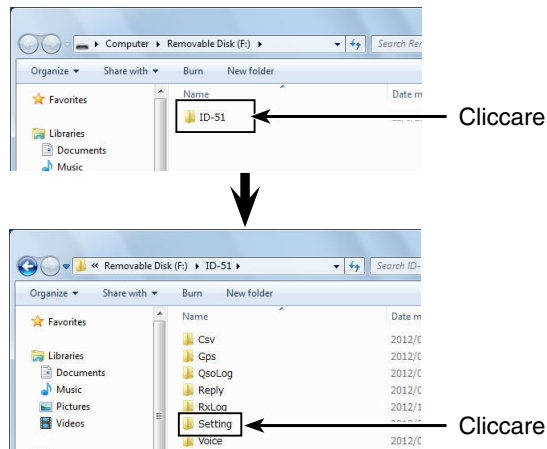 Computer Removable Disk (F:) Search Rer
Organize Share with Burn New folder
Favorites Name Date m
ID-51 Cliccare
Libraries
Documents
Music
« Removable Disk (F:) ID-51 Search ID-
Organize Share with Burn New folder
Favorites Name Date m
Csv 2012/0
Libraries Gps 2012/0
Documents QsoLog 2012/0
Music Reply 2012/0
Pictures RxLog 2012/1
Videos Setting Cliccare
Voice 2012/0